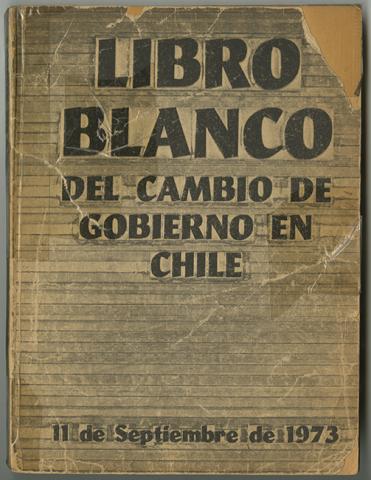 LIBRO
BLANCO
DEL CAMBIO DE
GOBIERNO EN
CHILE
11 de Septiembre de 1973